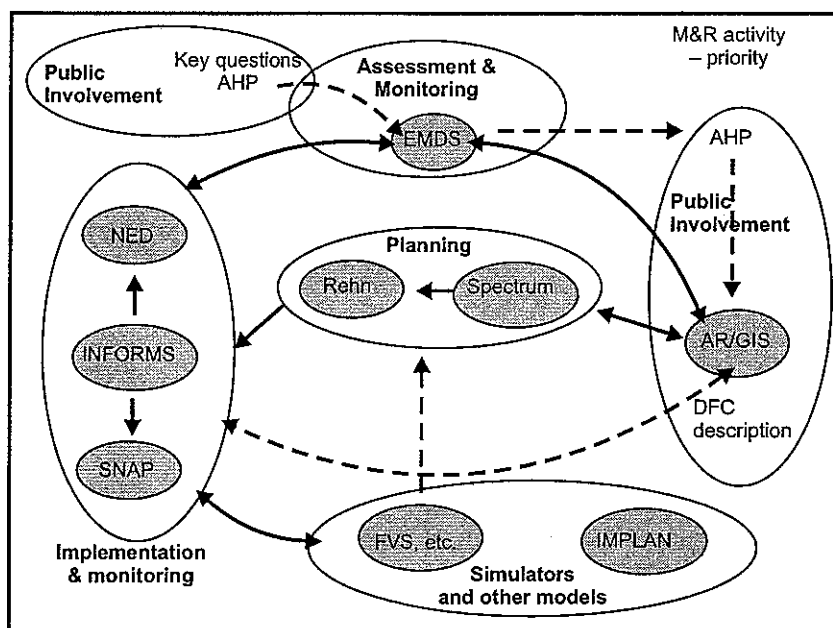 Public
Involvement
Key questions
AHP
Assessment &
Monitoring
EMDS
M&R activity
– priority
AHP
Public
Involvement
AR/GIS
DFC
description
NED
INFORMS
SNAP
Implementation
& monitoring
Planning
Rehn
Spectrum
FVS, etc.
IMPLAN
Simulators
and other models